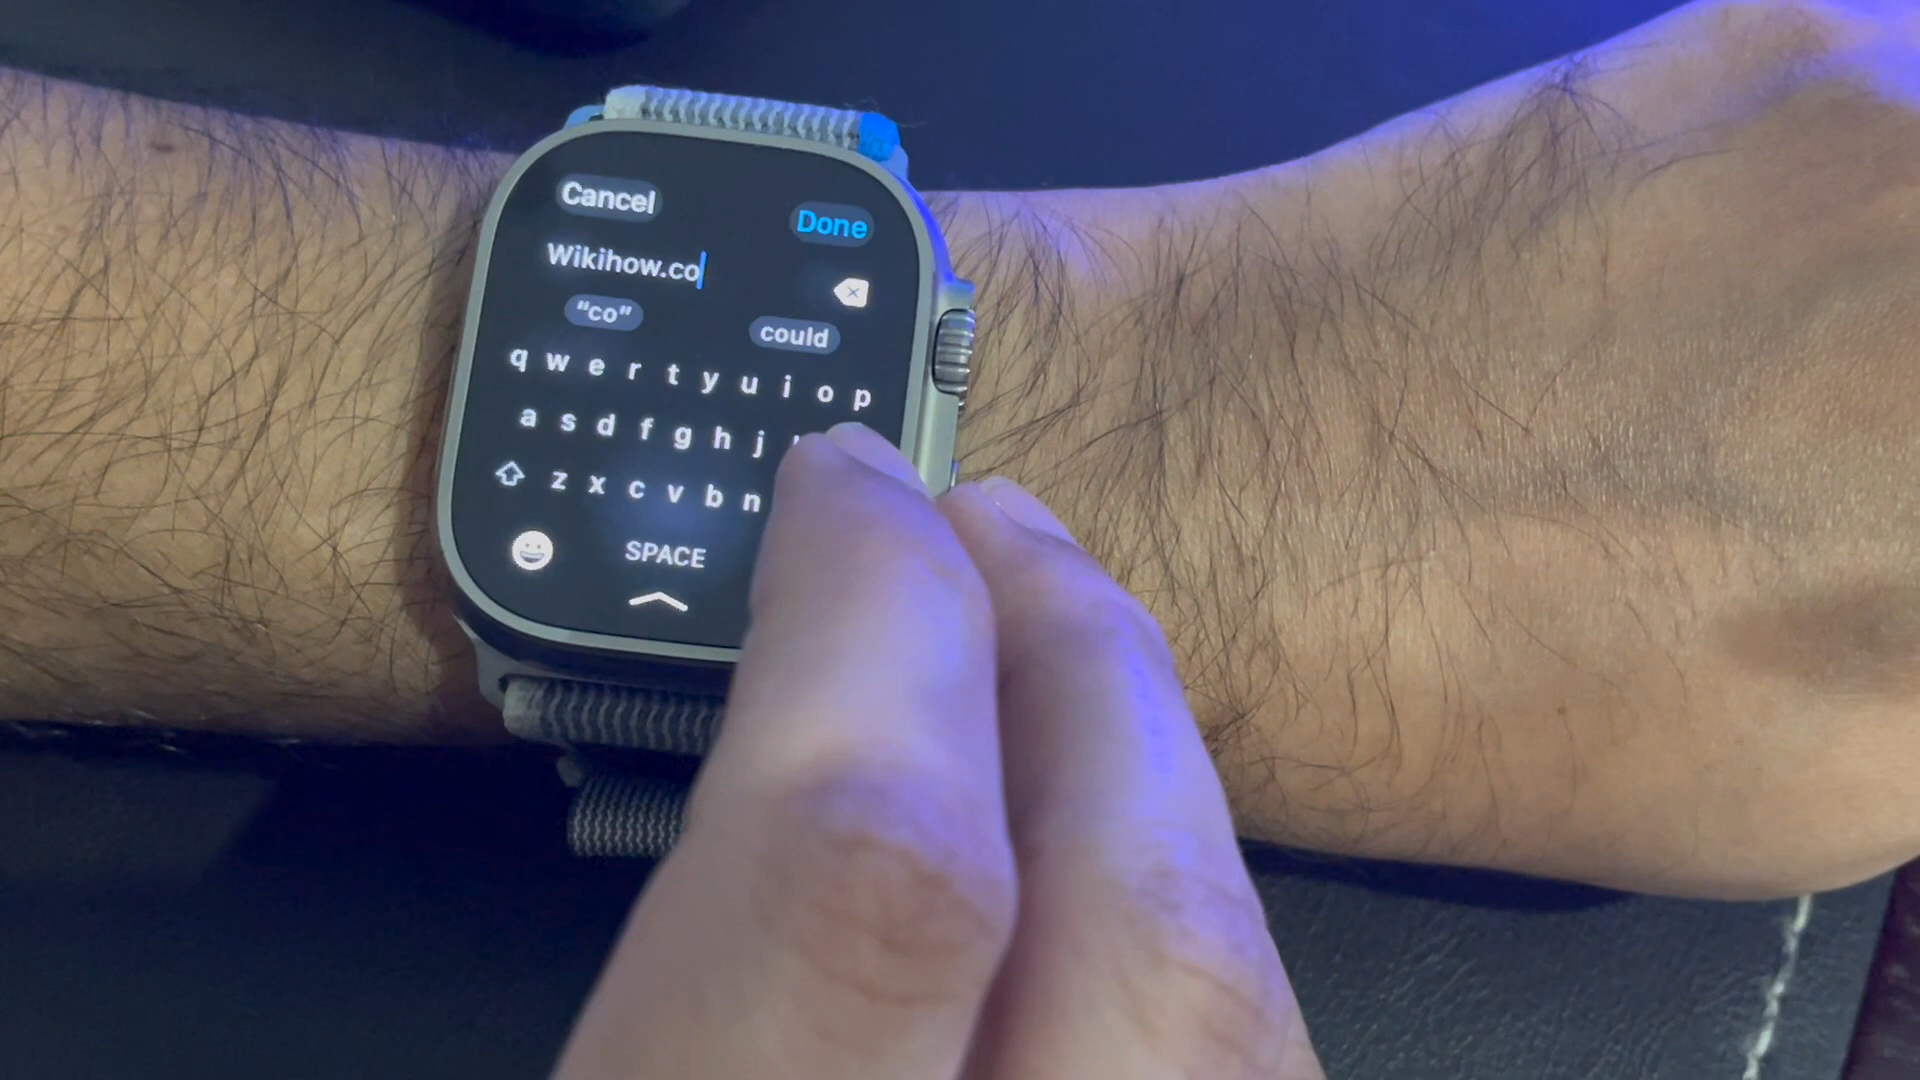 Cancel
Done
Wikihow.co
"co"
could
q w e r t y u i o p
a s d f g h j
z x c v b n
SPACE